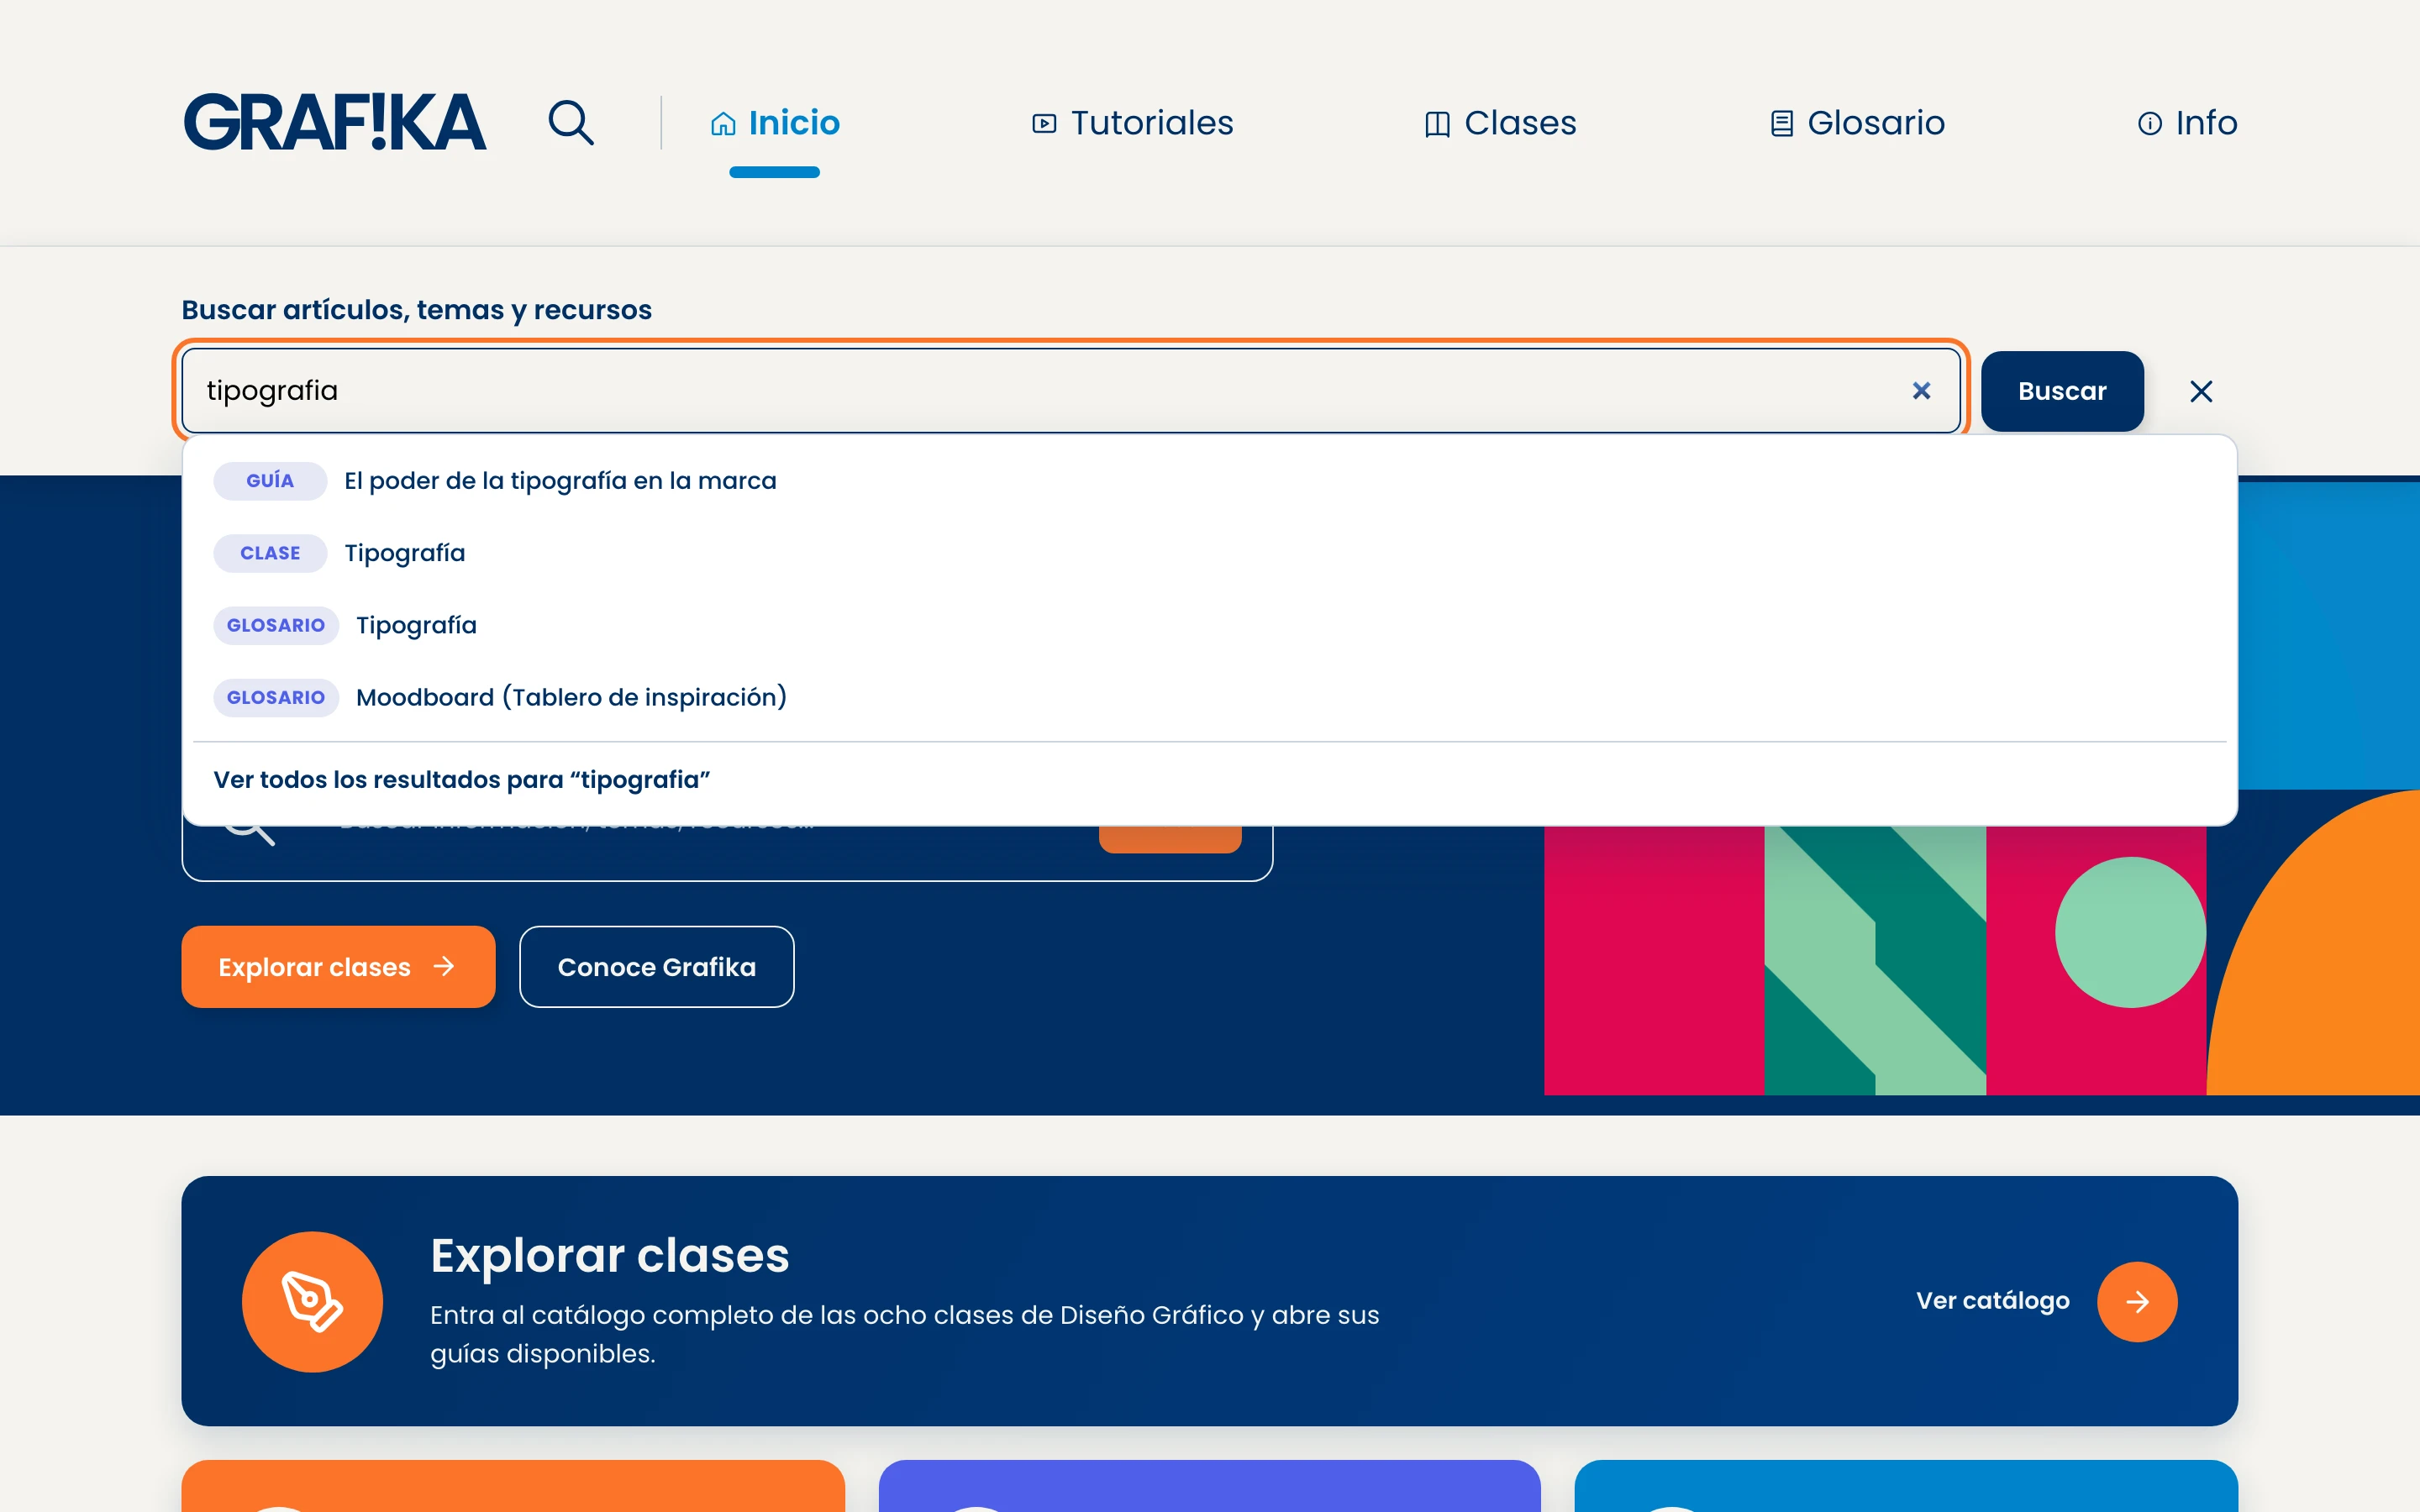 GRAF!KA
Inicio
Tutoriales
Clases
Glosario
Info
Buscar artículos, temas y recursos
tipografia
Buscar
GUÍA El poder de la tipografía en la marca
CLASE Tipografía
GLOSARIO Tipografía
GLOSARIO Moodboard (Tablero de inspiración)
Ver todos los resultados para “tipografia”
Explorar clases
Conoce Grafika
Explorar clases
Entra al catálogo completo de las ocho clases de Diseño Gráfico y abre sus
guías disponibles.
Ver catálogo